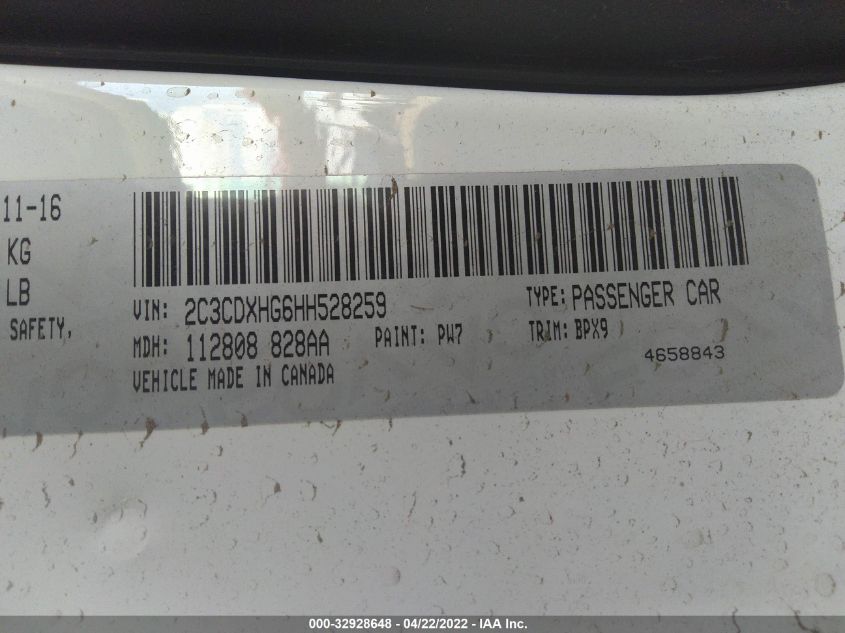 11-16
KG
LB
SAFETY,
VIN: 2C3CDXHG6HH528259
TYPE: PASSENGER CAR
MDH: 112808 828AA
PAINT: PW7
TRIM: BPX9
4658843
VEHICLE MADE IN CANADA
000-32928648 - 04/22/2022 - IAA Inc.